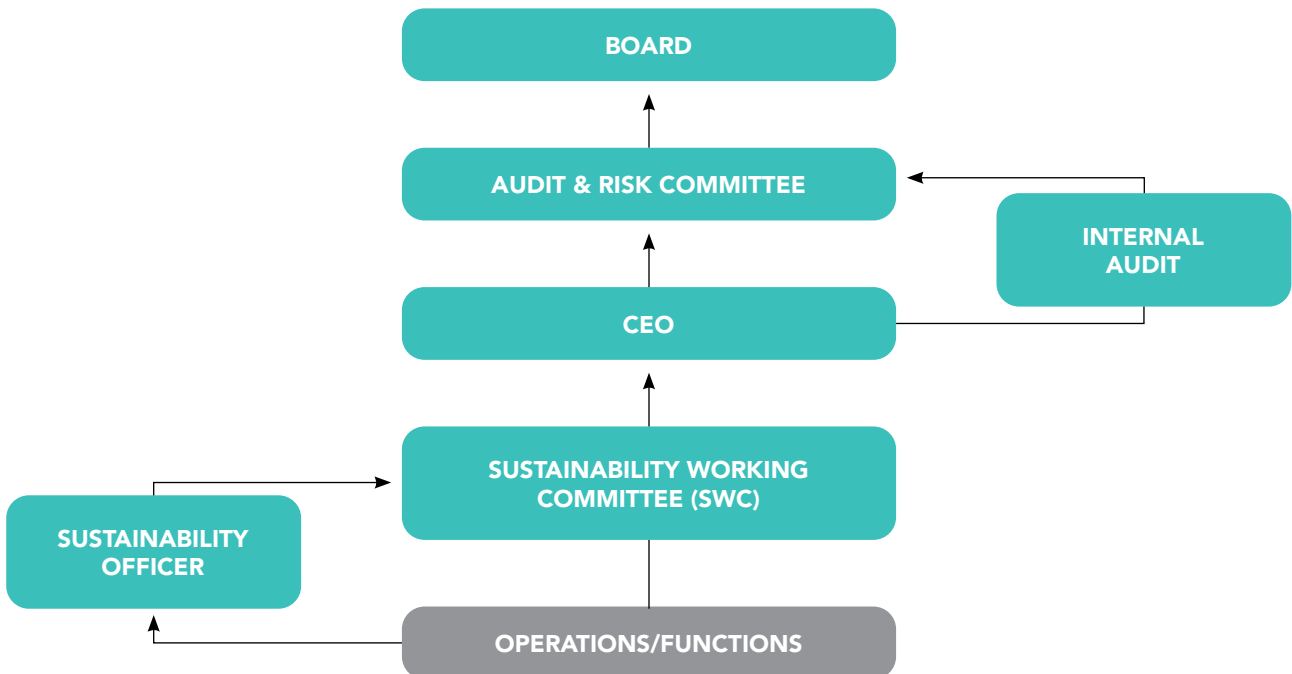 BOARD
AUDIT & RISK COMMITTEE
INTERNAL
AUDIT
CEO
SUSTAINABILITY WORKING
COMMITTEE (SWC)
SUSTAINABILITY
OFFICER
OPERATIONS/FUNCTIONS